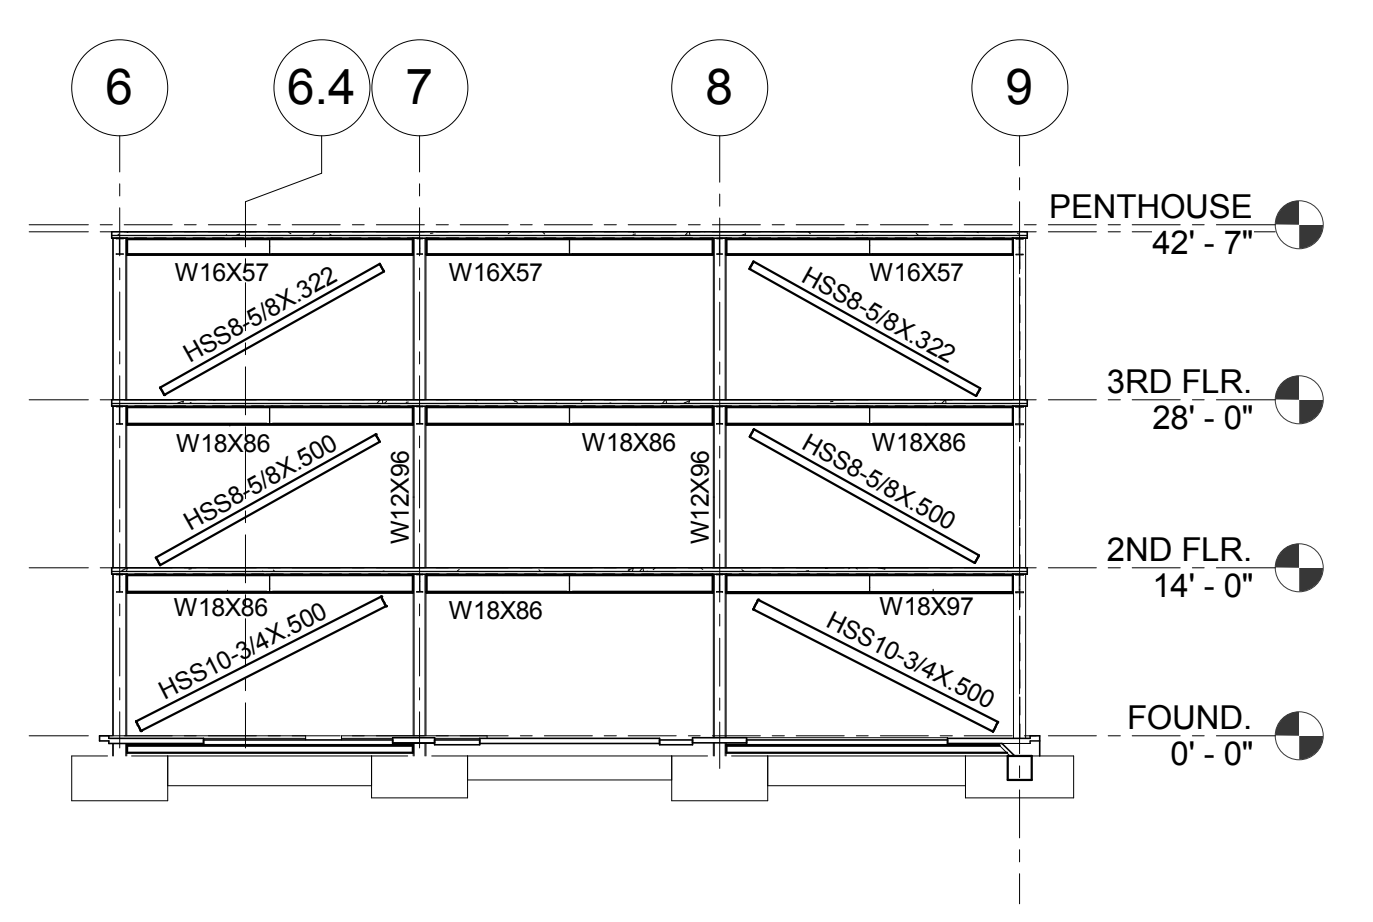 6
6.4
7
8
9
PENTHOUSE
42' - 7"
W16X57
W16X57
W16X57
HSS8-5/8X.322
HSS8-5/8X.322
3RD FLR.
28' - 0"
W18X86
W18X86
W18X86
HSS8-5/8X.500
W12X96
W12X96
HSS8-5/8X.500
2ND FLR.
14' - 0"
W18X86
W18X86
W18X97
HSS10-3/4X.500
HSS10-3/4X.500
FOUND.
0' - 0"